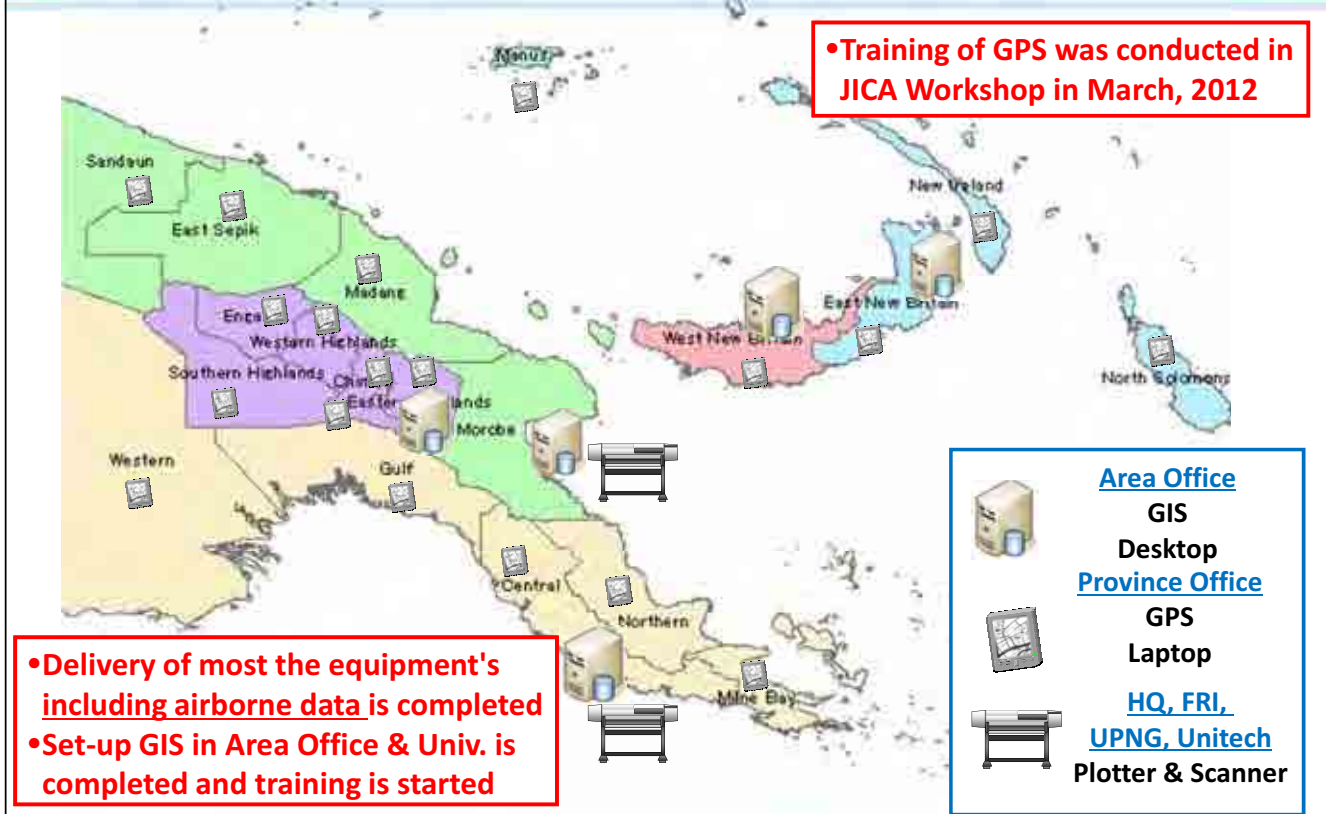 •Training of GPS was conducted in
JICA Workshop in March, 2012
Manus
Sandaun
East Sepik
New Ireland
Madang
East New Britain
Enga
Western Highlands
West New Britain
Southern Highlands
North Solomons
lands
Morobe
Western
Gulf
Central
Northern
Milne Bay
Area Office
GIS
Desktop
Province Office
GPS
Laptop
HQ, FRI,
UPNG, Unitech
Plotter & Scanner
•Delivery of most the equipment's
including airborne data is completed
•Set-up GIS in Area Office & Univ. is
completed and training is started